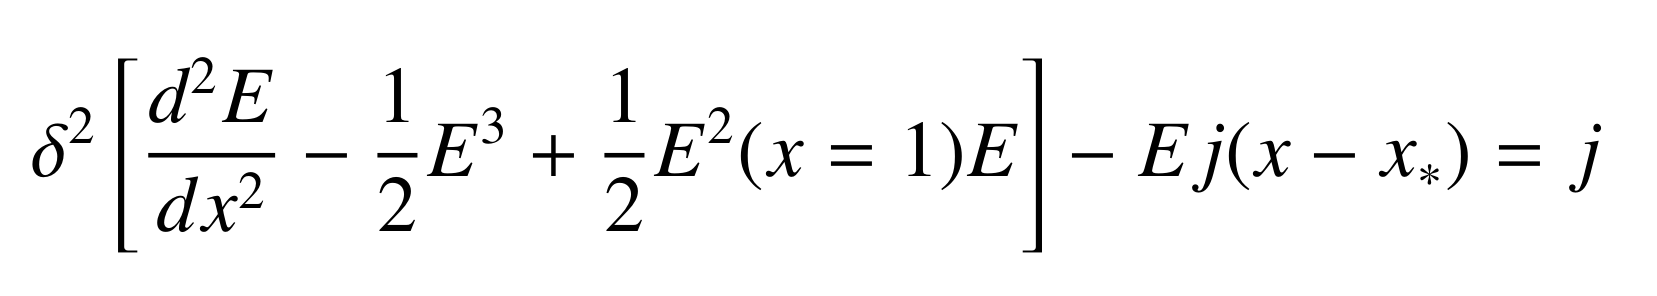 δ² [d²E/dx² − 1/2 E³ + 1/2 E²(x = 1)E] − Ej(x − x₎) = j